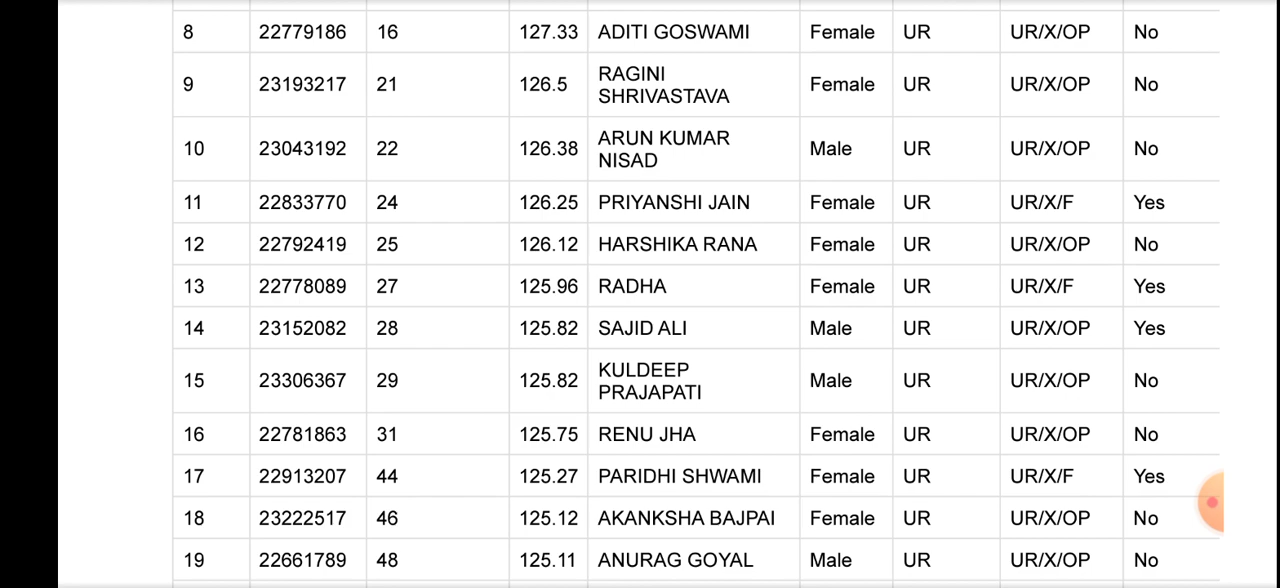 8 22779186 16 127.33 ADITI GOSWAMI Female UR UR/X/OP No
9 23193217 21 126.5 RAGINI SHRIVASTAVA Female UR UR/X/OP No
10 23043192 22 126.38 ARUN KUMAR NISAD Male UR UR/X/OP No
11 22833770 24 126.25 PRIYANSHI JAIN Female UR UR/X/F Yes
12 22792419 25 126.12 HARSHIKA RANA Female UR UR/X/OP No
13 22778089 27 125.96 RADHA Female UR UR/X/F Yes
14 23152082 28 125.82 SAJID ALI Male UR UR/X/OP Yes
15 23306367 29 125.82 KULDEEP PRAJAPATI Male UR UR/X/OP No
16 22781863 31 125.75 RENU JHA Female UR UR/X/OP No
17 22913207 44 125.27 PARIDHI SHWAMI Female UR UR/X/F Yes
18 23222517 46 125.12 AKANKSHA BAJPAI Female UR UR/X/OP No
19 22661789 48 125.11 ANURAG GOYAL Male UR UR/X/OP No